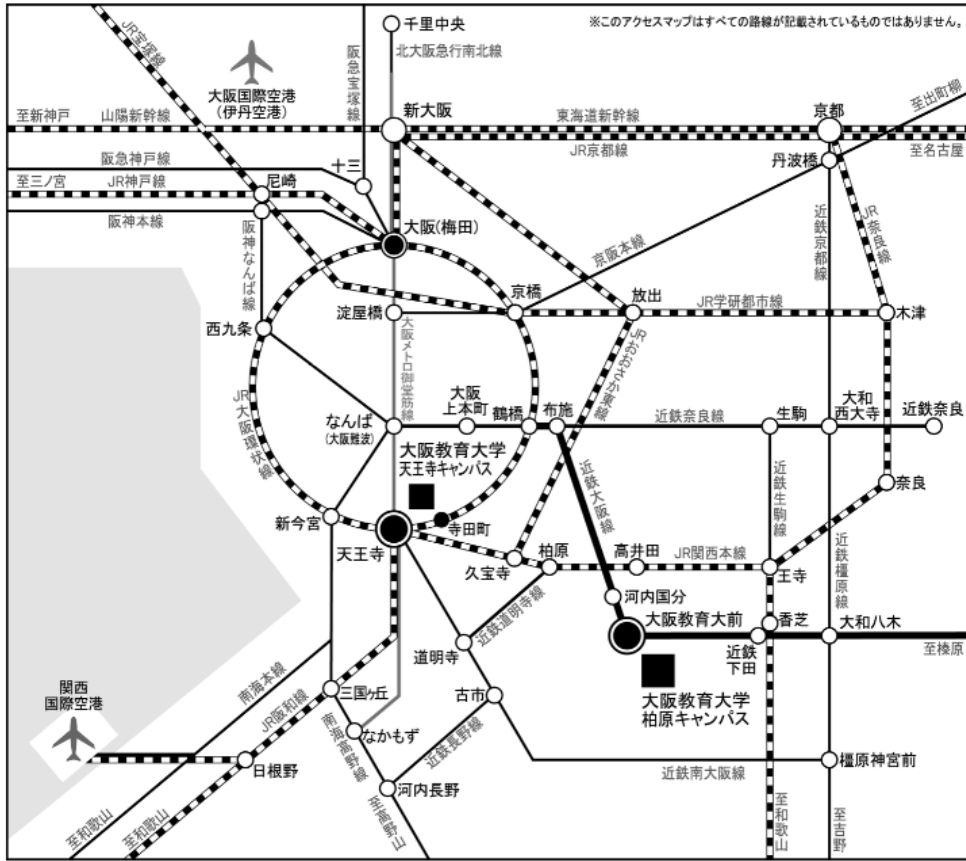 ※このアクセスマップはすべての路線が記載されているものではありません。
千里中央
北大阪急行南北線
JR宝塚線
阪急宝塚線
大阪国際空港
(伊丹空港)
新大阪
京都
至出町柳
至新神戸
山陽新幹線
東海道新幹線
JR京都線
至名古屋
丹波橋
阪急神戸線
十三
至三ノ宮
JR神戸線
尼崎
阪神本線
大阪(梅田)
阪神なんば線
京阪本線
近鉄京都線
JR奈良線
淀屋橋
京橋
放出
JR学研都市線
木津
西九条
大阪メトロ御堂筋線
JRおおさか東線
JR大阪環状線
なんば
(大阪難波)
大阪
上本町
鶴橋
布施
近鉄奈良線
生駒
大和
西大寺
近鉄奈良
大阪教育大学
天王寺キャンパス
近鉄大阪線
近鉄生駒線
奈良
新今宮
天王寺
寺田町
久宝寺
柏原
高井田
JR関西本線
王寺
近鉄橿原線
河内国分
近鉄道明寺線
大阪教育大前
香芝
大和八木
道明寺
近鉄
下田
至榛原
大阪教育大学
柏原キャンパス
関西
国際空港
南海本線
JR阪和線
三国ヶ丘
古市
なかもず
南海高野線
近鉄長野線
日根野
近鉄南大阪線
橿原神宮前
河内長野
至和歌山
至和歌山
至高野山
至和歌山
至吉野